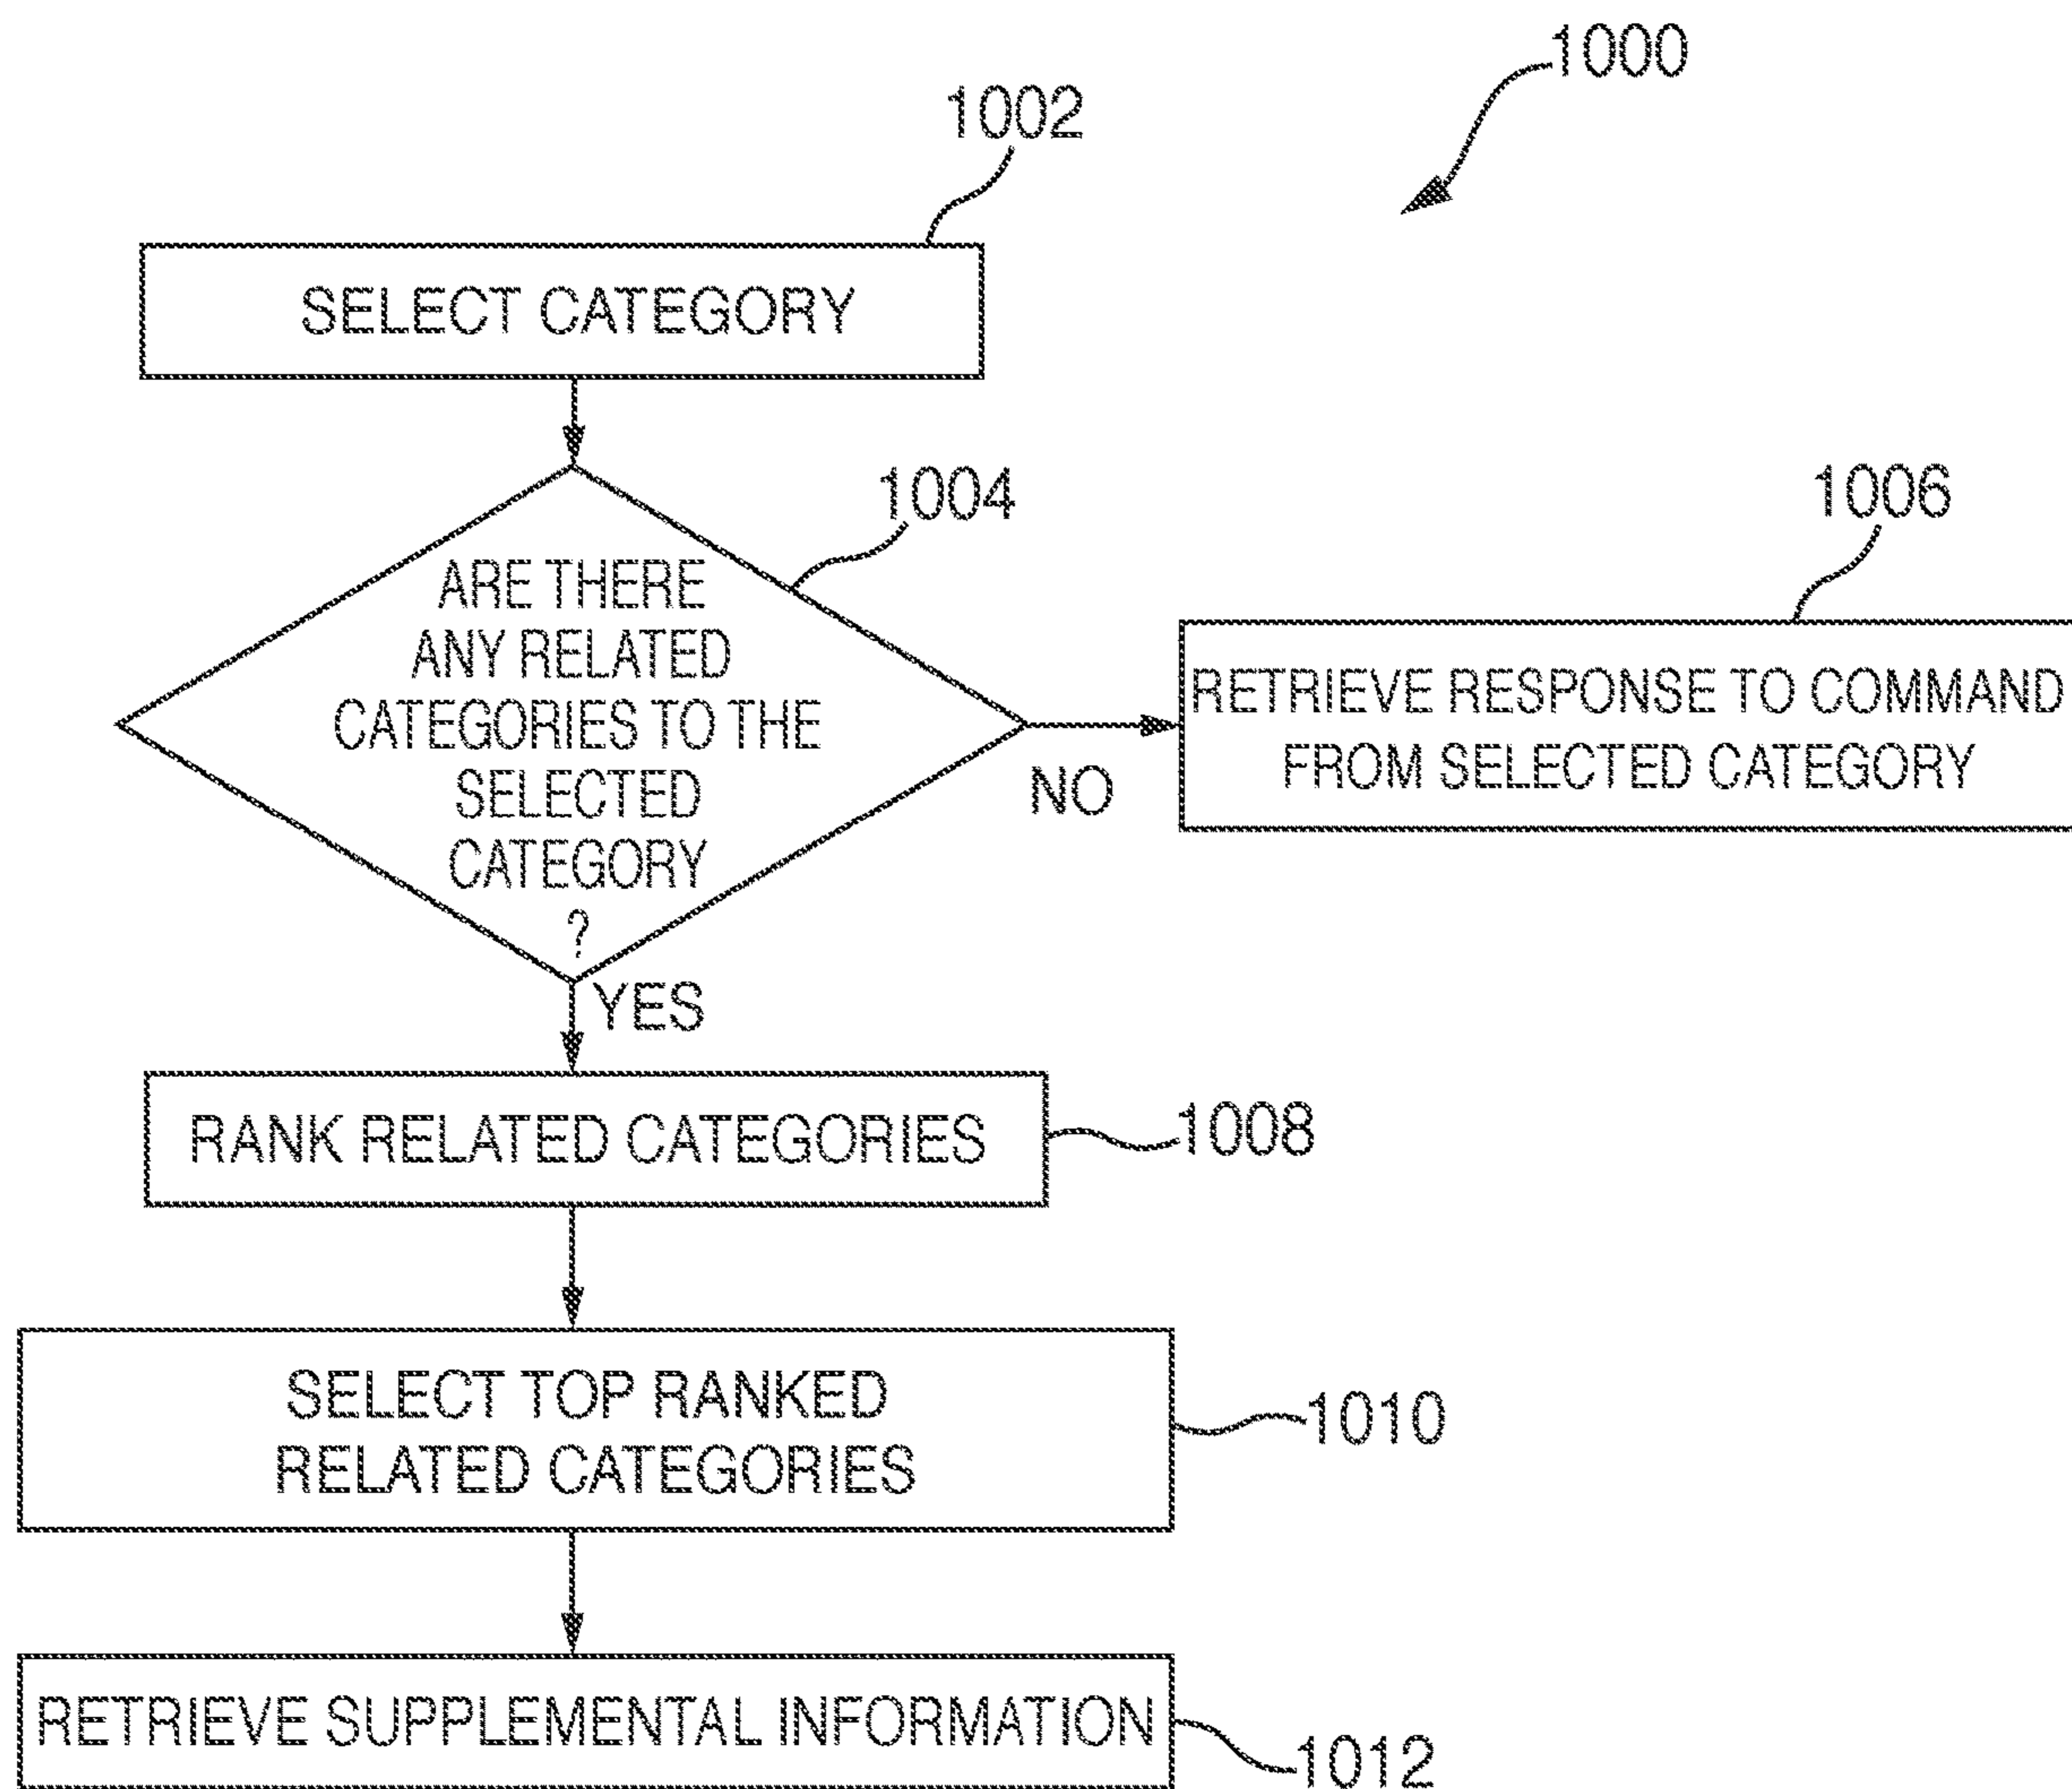 1000
1002
SELECT CATEGORY
1004
ARE THERE
ANY RELATED
CATEGORIES TO THE
SELECTED
CATEGORY
?
NO
1006
RETRIEVE RESPONSE TO COMMAND
FROM SELECTED CATEGORY
YES
RANK RELATED CATEGORIES
1008
SELECT TOP RANKED
RELATED CATEGORIES
1010
RETRIEVE SUPPLEMENTAL INFORMATION
1012